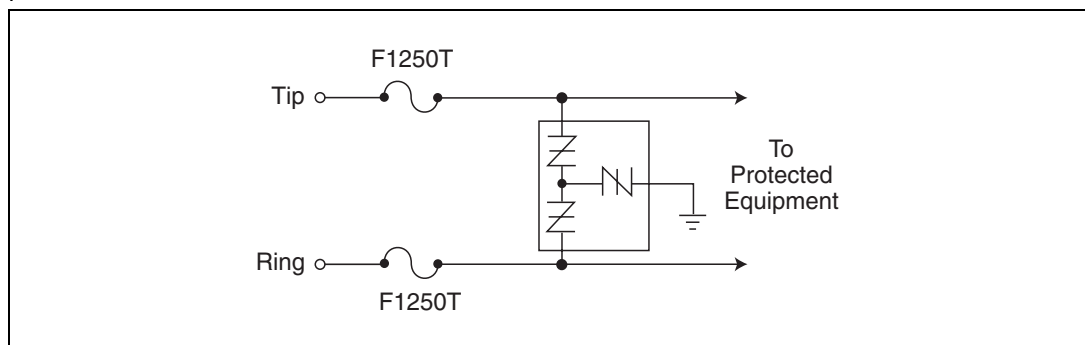 F1250T
Tip
To
Protected
Equipment
Ring
F1250T